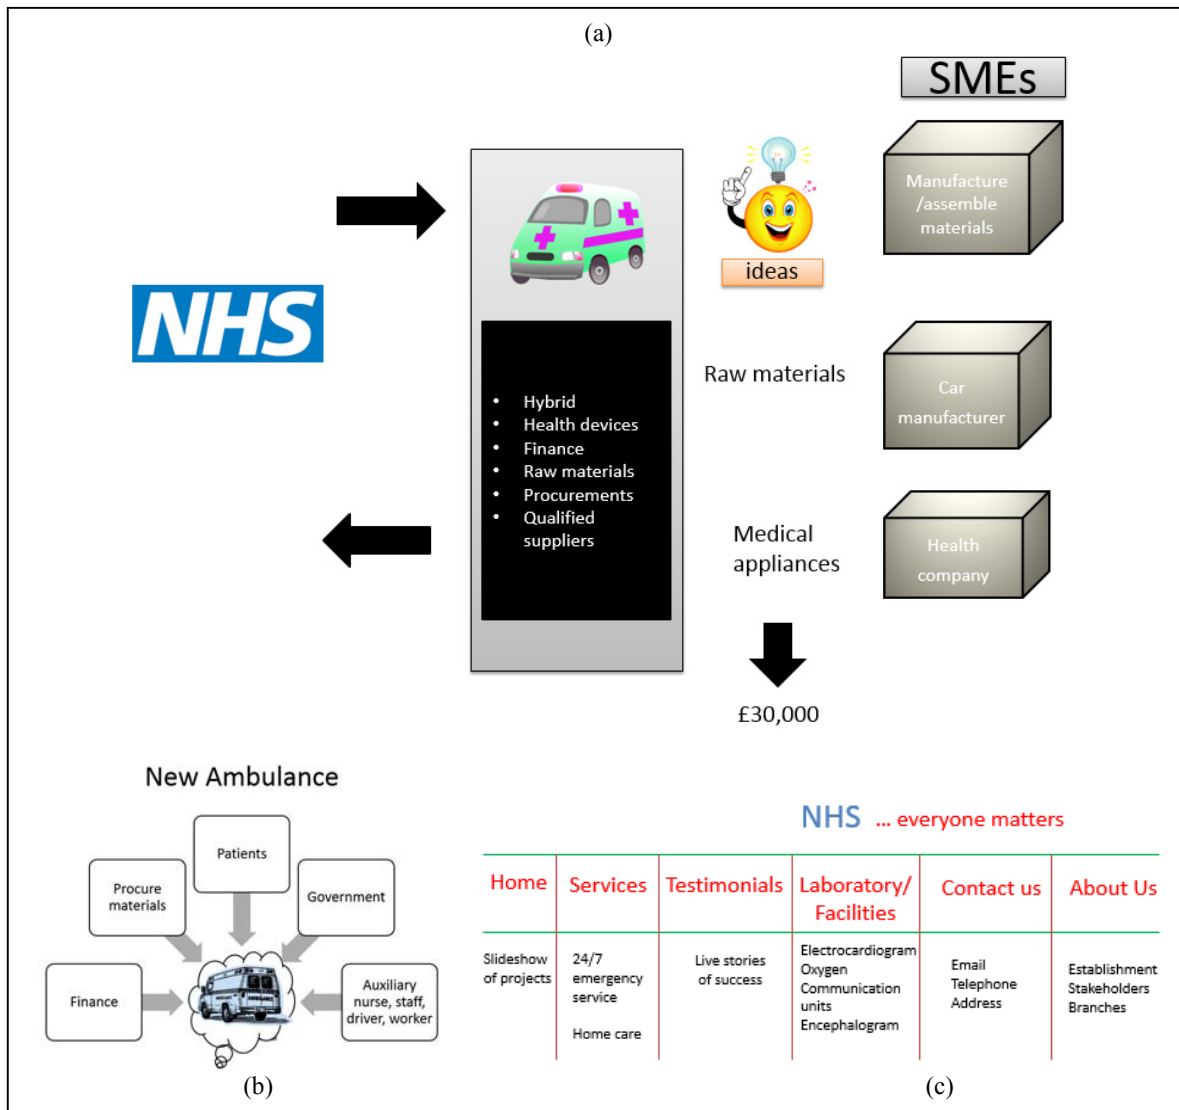 (a)
SMEs
Manufacture
/assemble
materials
ideas
NHS
Raw materials
Car
manufacturer
• Hybrid
• Health devices
• Finance
• Raw materials
• Procurements
• Qualified
suppliers
Medical
appliances
Health
company
£30,000
New Ambulance
Patients
Procure
materials
Government
Finance
AMBULANCE
Auxiliary
nurse, staff,
driver, worker
(b)
NHS ... everyone matters
Home
Services
Testimonials
Laboratory/
Facilities
Contact us
About Us
Slideshow
of projects
24/7
emergency
service
Home care
Live stories
of success
Electrocardiogram
Oxygen
Communication
units
Encephalogram
Email
Telephone
Address
Establishment
Stakeholders
Branches
(c)